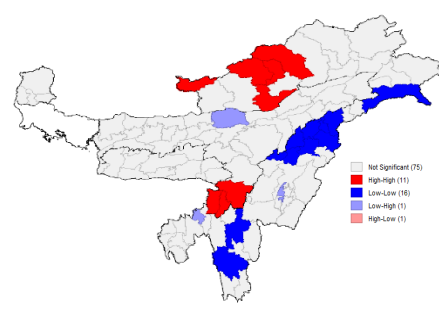 Not Significant (75)
High-High (11)
Low-Low (16)
Low-High (1)
High-Low (1)